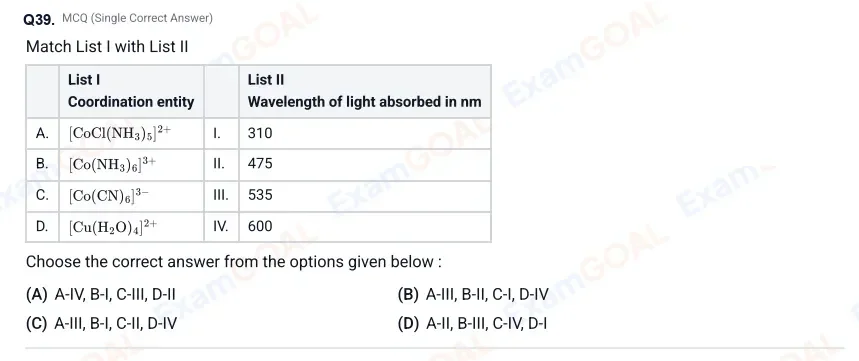 Q39. MCQ (Single Correct Answer)
Match List I with List II
List I
Coordination entity
List II
Wavelength of light absorbed in nm
A. [CoCl(NH₃)₅]²⁺ I. 310
B. [Co(NH₃)₆]³⁺ II. 475
C. [Co(CN)₆]³⁻ III. 535
D. [Cu(H₂O)₄]²⁺ IV. 600
Choose the correct answer from the options given below :
(A) A-IV, B-I, C-III, D-II (B) A-III, B-II, C-I, D-IV
(C) A-III, B-I, C-II, D-IV (D) A-II, B-III, C-IV, D-I
ExamGOAL